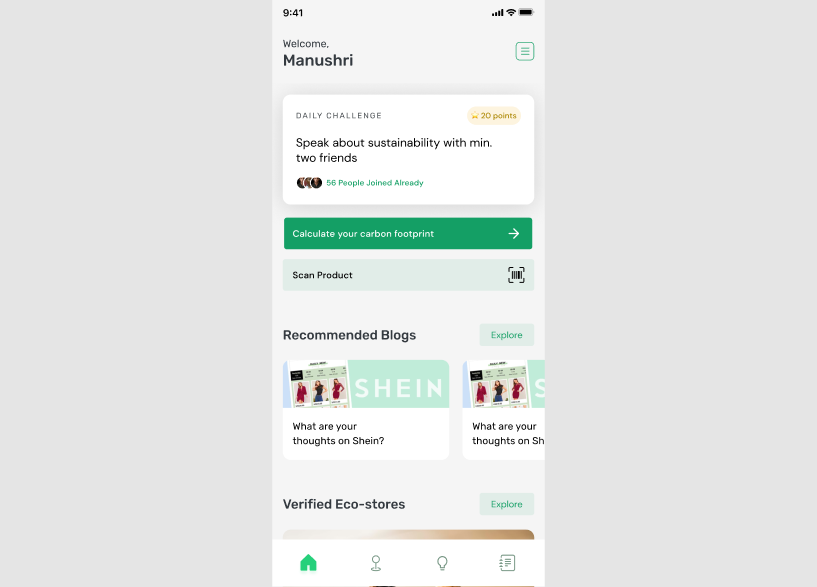 9:41
Welcome,
Manushri
DAILY CHALLENGE
20 points
Speak about sustainability with min.
two friends
56 People Joined Already
Calculate your carbon footprint
Scan Product
Recommended Blogs
Explore
SHEIN
What are your
thoughts on Shein?
S
What are your
thoughts on Sh
Verified Eco-stores
Explore